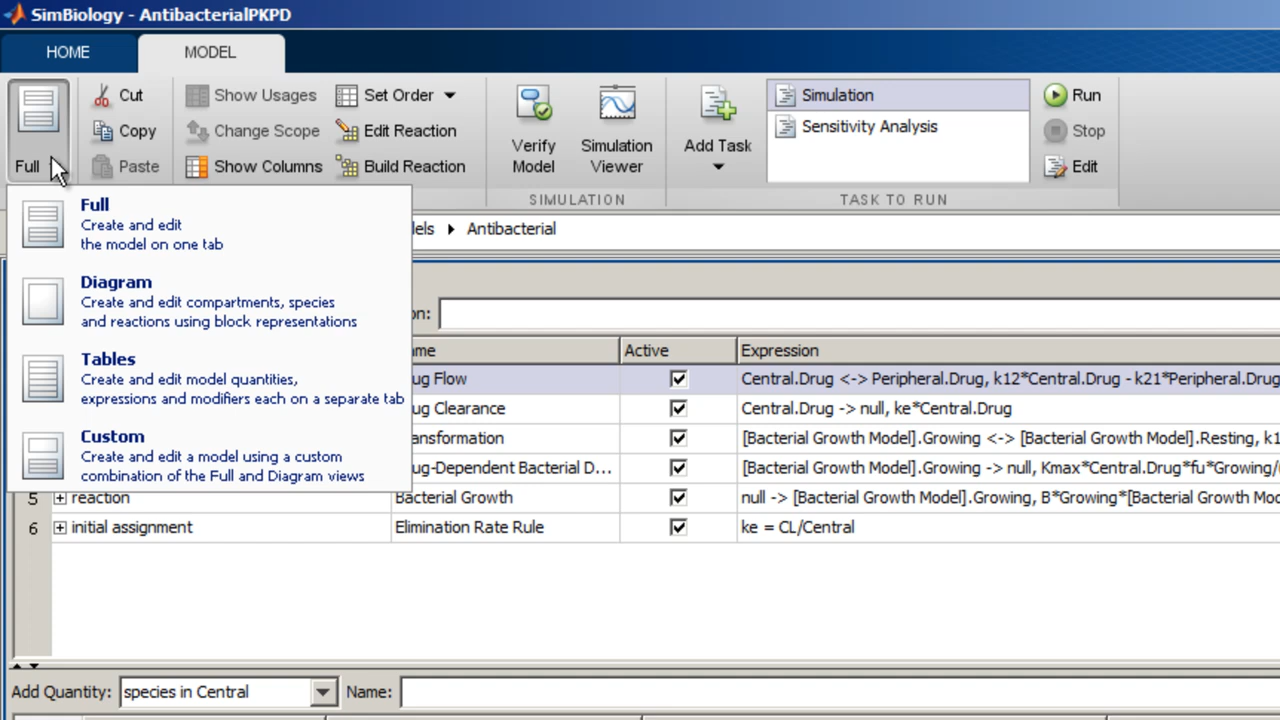 SimBiology - AntibacterialPKPD
HOME
MODEL
Full
Cut
Copy
Paste
Show Usages
Change Scope
Show Columns
Set Order
Edit Reaction
Build Reaction
Verify
Model
Simulation
Viewer
SIMULATION
Add Task
Simulation
Sensitivity Analysis
TASK TO RUN
Run
Stop
Edit
Full
Create and edit
the model on one tab
Diagram
Create and edit compartments, species
and reactions using block representations
Tables
Create and edit model quantities,
expressions and modifiers each on a separate tab
Custom
Create and edit a model using a custom
combination of the Full and Diagram views
dels Antibacterial
on:
me Active Expression
ug Flow Central.Drug <-> Peripheral.Drug, k12*Central.Drug - k21*Peripheral.Drug
ug Clearance Central.Drug -> null, ke*Central.Drug
ansformation [Bacterial Growth Model].Growing <-> [Bacterial Growth Model].Resting, k1
ug-Dependent Bacterial D... [Bacterial Growth Model].Growing -> null, Kmax*Central.Drug*fu*Growing/(
5 reaction Bacterial Growth null -> [Bacterial Growth Model].Growing, B*Growing*[Bacterial Growth Mod
6 initial assignment Elimination Rate Rule ke = CL/Central
Add Quantity: species in Central Name: